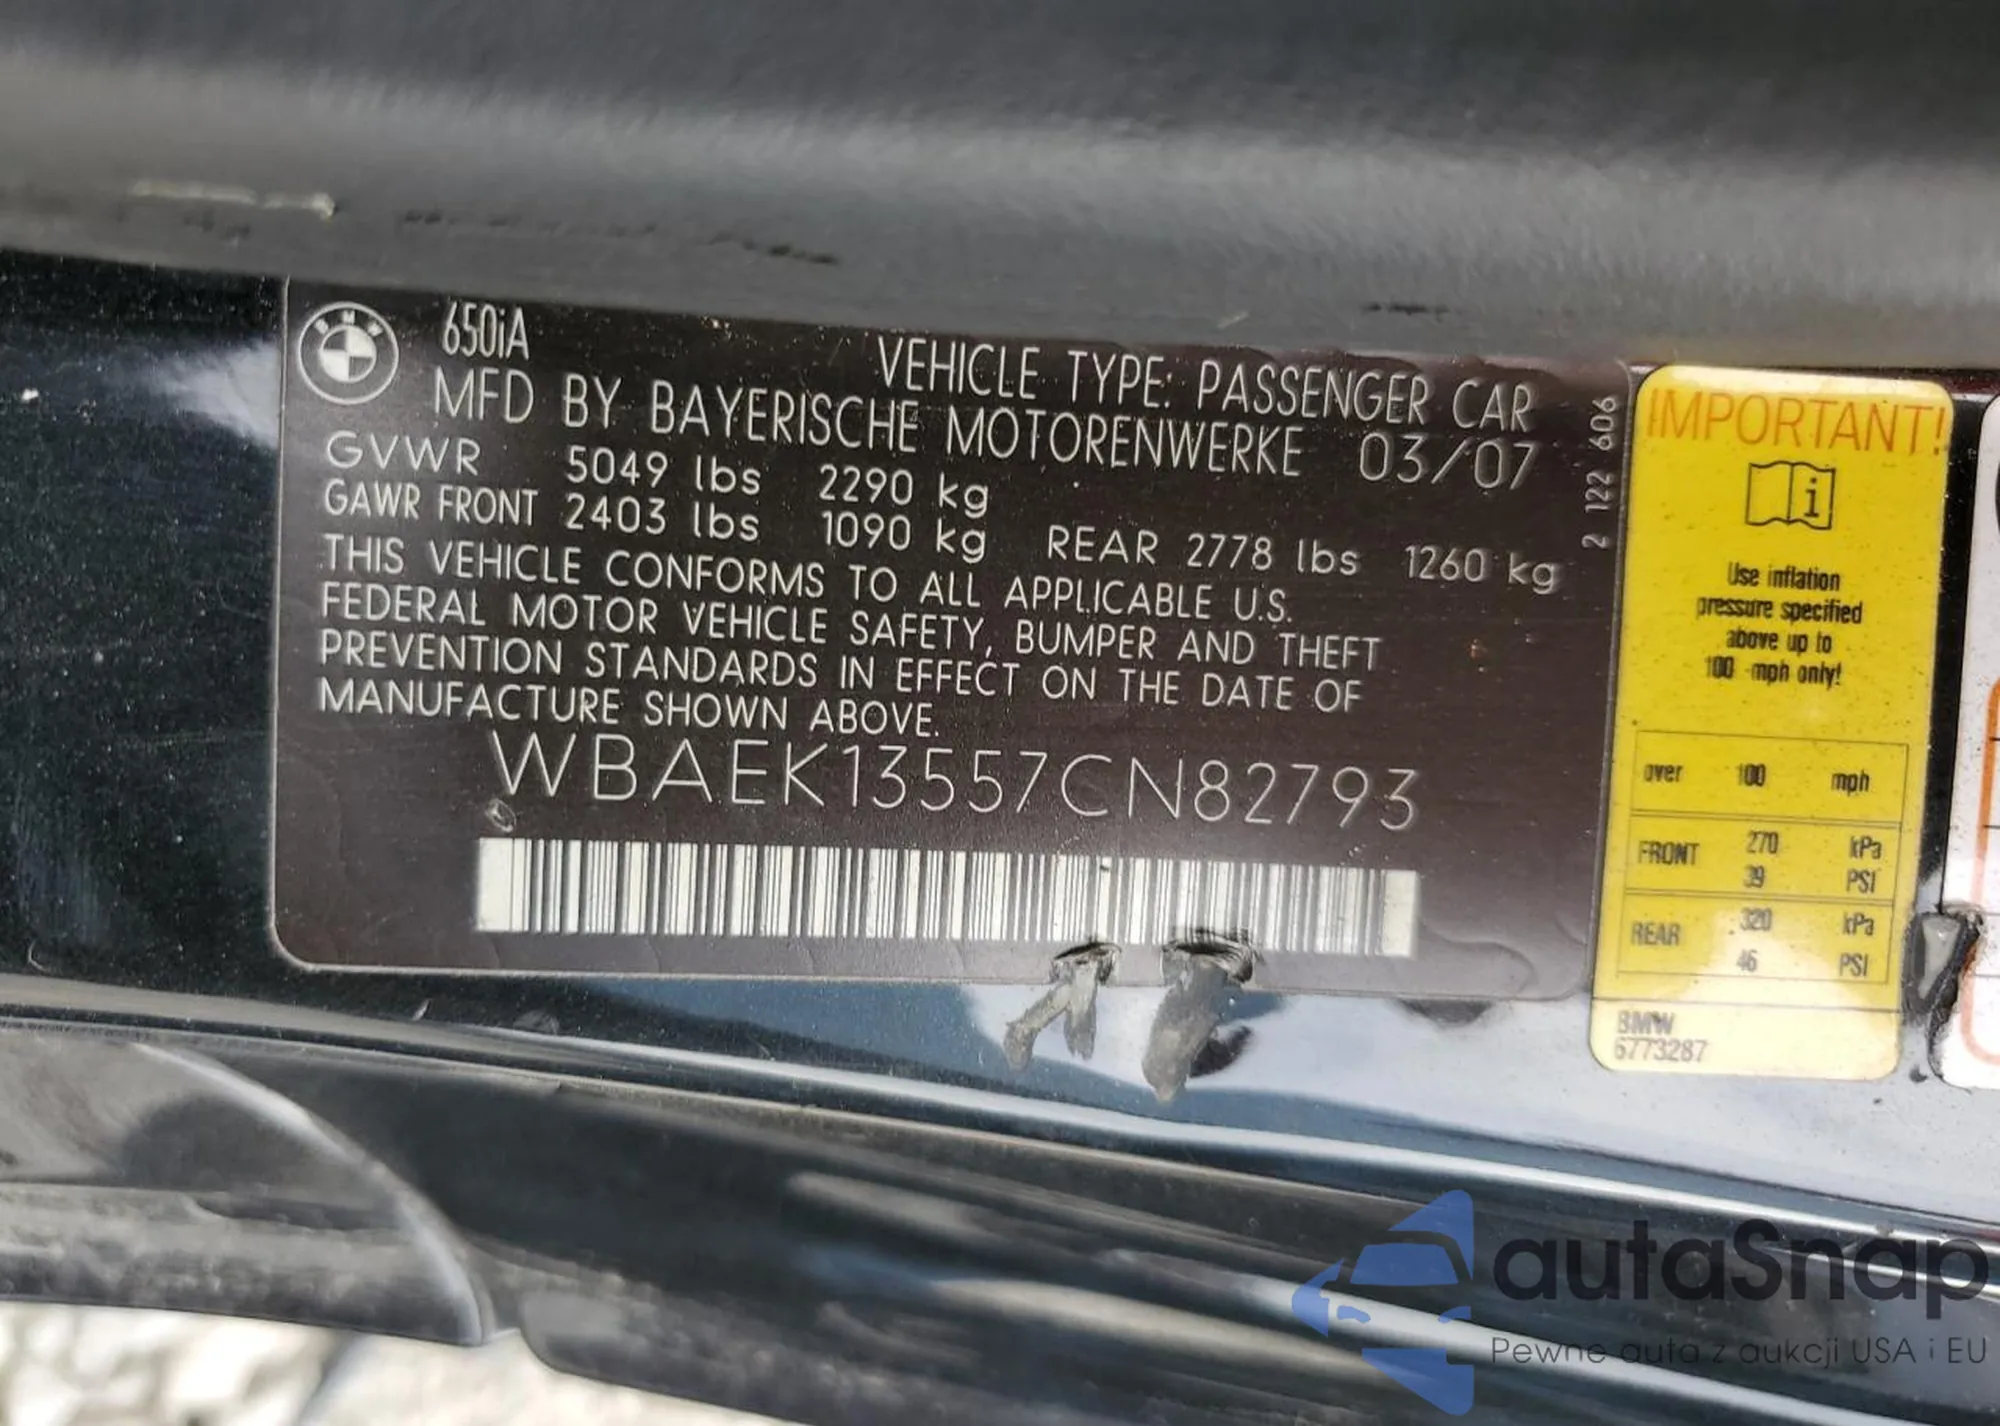 BMW
650iA
VEHICLE TYPE: PASSENGER CAR
MFD BY BAYERISCHE MOTORENWERKE 03/07
GVWR 5049 lbs 2290 kg
GAWR FRONT 2403 lbs 1090 kg REAR 2778 lbs 1260 kg
THIS VEHICLE CONFORMS TO ALL APPLICABLE U.S.
FEDERAL MOTOR VEHICLE SAFETY, BUMPER AND THEFT
PREVENTION STANDARDS IN EFFECT ON THE DATE OF
MANUFACTURE SHOWN ABOVE.
WBAEK13557CN82793
2 122 606
IMPORTANT!
i
Use inflation
pressure specified
above up to
100 mph only!
over 100 mph
FRONT 270 kPa
39 PSI
REAR 320 kPa
46 PSI
BMW
6773287
autaSnap
Pewne auta z aukcji USA i EU